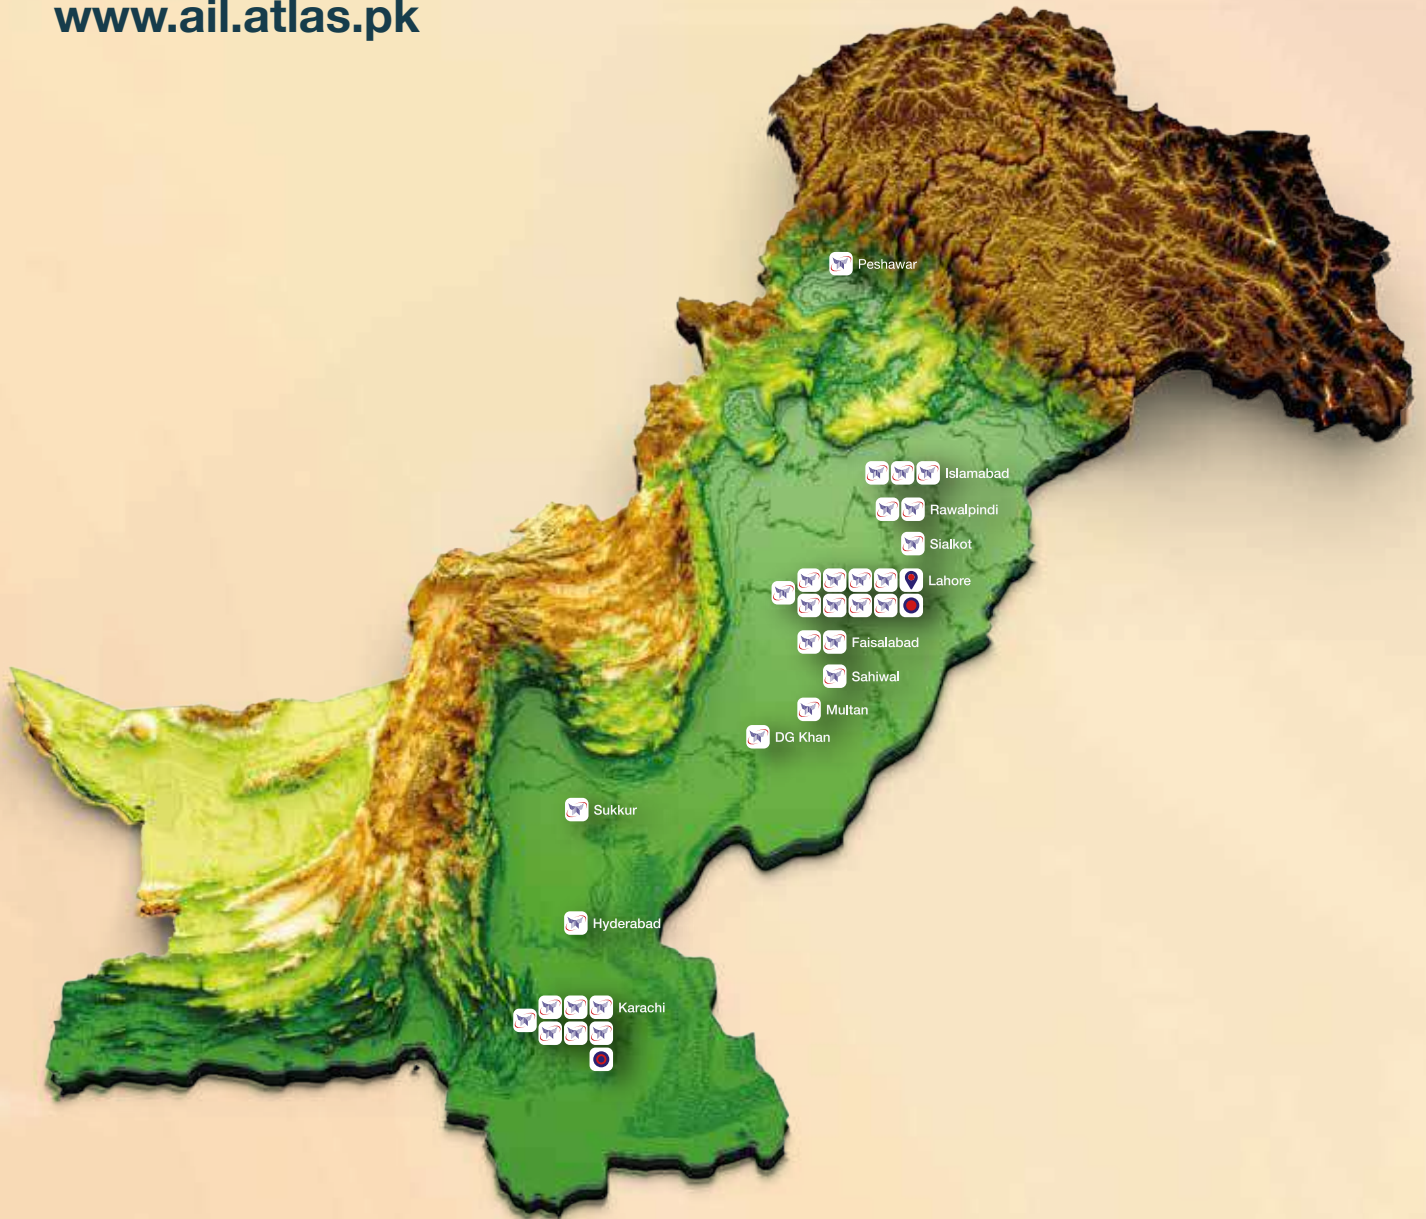 www.ail.atlas.pk
Peshawar
Islamabad
Rawalpindi
Sialkot
Lahore
Faisalabad
Sahiwal
Multan
DG Khan
Sukkur
Hyderabad
Karachi